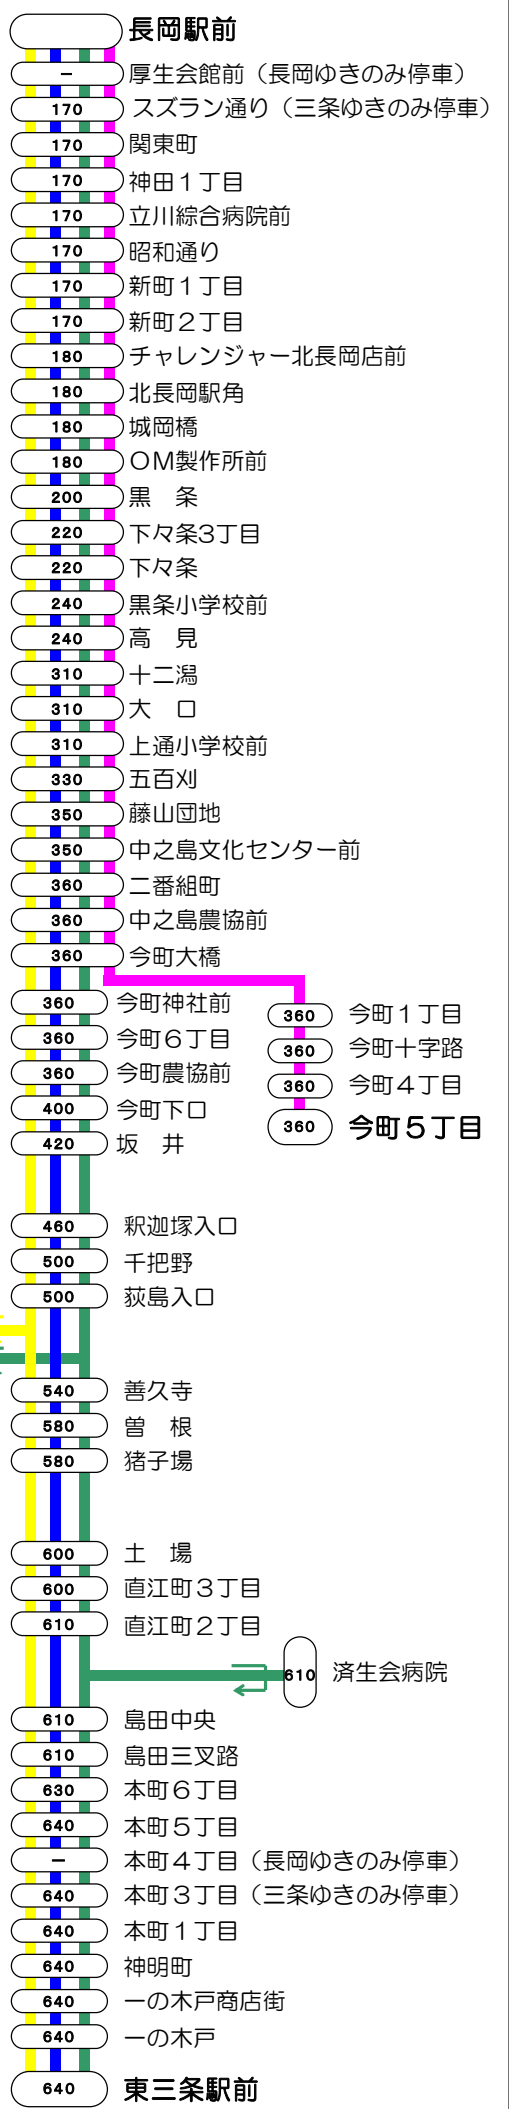 長岡駅前
- 厚生会館前（長岡ゆきのみ停車）
170 スズラン通り（三条ゆきのみ停車）
170 関東町
170 神田１丁目
170 立川綜合病院前
170 昭和通り
170 新町１丁目
170 新町２丁目
180 チャレンジャー北長岡店前
180 北長岡駅角
180 城岡橋
180 ＯＭ製作所前
200 黒　条
220 下々条3丁目
220 下々条
240 黒条小学校前
240 高　見
310 十二潟
310 大　口
310 上通小学校前
330 五百刈
350 藤山団地
350 中之島文化センター前
360 二番組町
360 中之島農協前
360 今町大橋
360 今町神社前
360 今町１丁目
360 今町６丁目
360 今町十字路
360 今町農協前
360 今町４丁目
400 今町下口
360 今町５丁目
420 坂　井
460 釈迦塚入口
500 千把野
500 荻島入口
540 善久寺
580 曽　根
580 猪子場
600 土　場
600 直江町３丁目
610 直江町２丁目
610 済生会病院
610 島田中央
610 島田三叉路
630 本町６丁目
640 本町５丁目
- 本町４丁目（長岡ゆきのみ停車）
640 本町３丁目（三条ゆきのみ停車）
640 本町１丁目
640 神明町
640 一の木戸商店街
640 一の木戸
640 東三条駅前